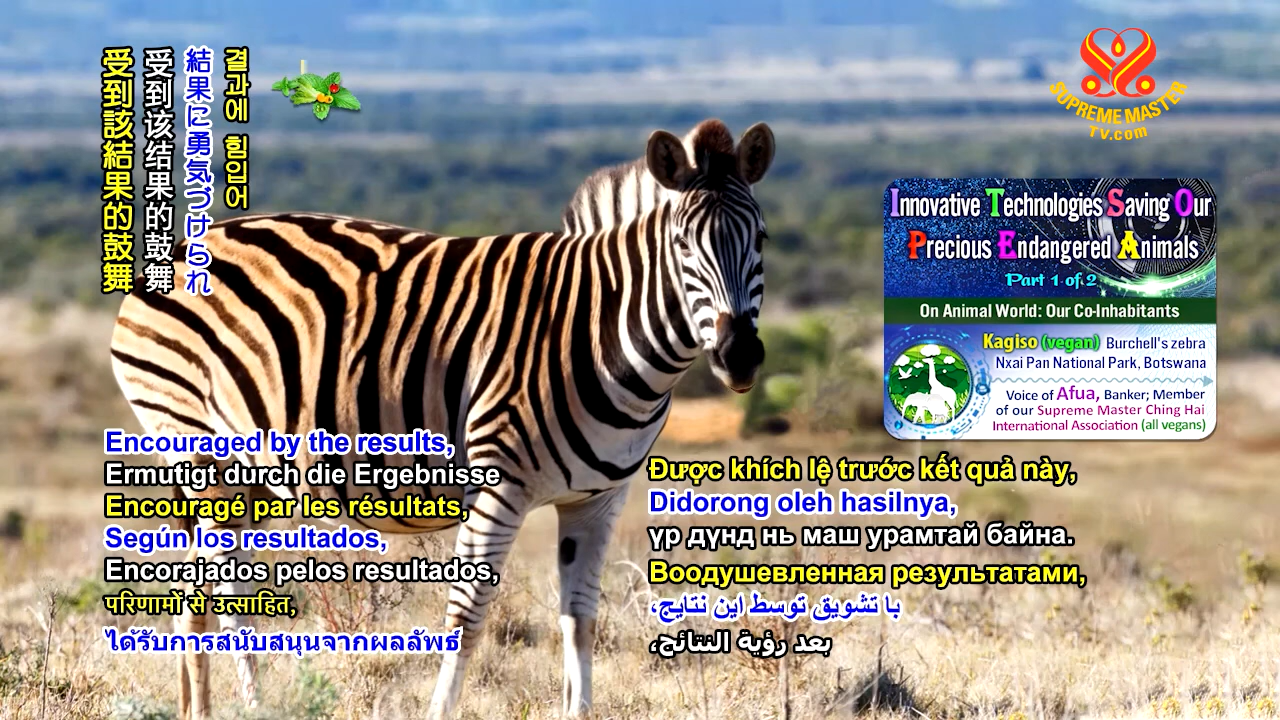 受到該結果的鼓舞
受到该结果的鼓舞
結果に勇気づけられ
결과에 힘입어
SUPREME MASTER
TV.com
Innovative Technologies Saving Our
Precious Endangered Animals
Part 1 of 2
On Animal World: Our Co-Inhabitants
Kagiso (vegan) Burchell's zebra
Nxai Pan National Park, Botswana
Voice of Afua, Banker; Member
of our Supreme Master Ching Hai
International Association (all vegans)
Encouraged by the results,
Ermutigt durch die Ergebnisse
Encouragé par les résultats,
Según los resultados,
Encorajados pelos resultados,
परिणामों से उत्साहित,
ได้รับการสนับสนุนจากผลลัพธ์
Được khích lệ trước kết quả này,
Didorong oleh hasilnya,
үр дүнд нь маш урамтай байна.
Воодушевленная результатами,
با تشویق توسط این نتایج،
بعد رؤية النتائج،